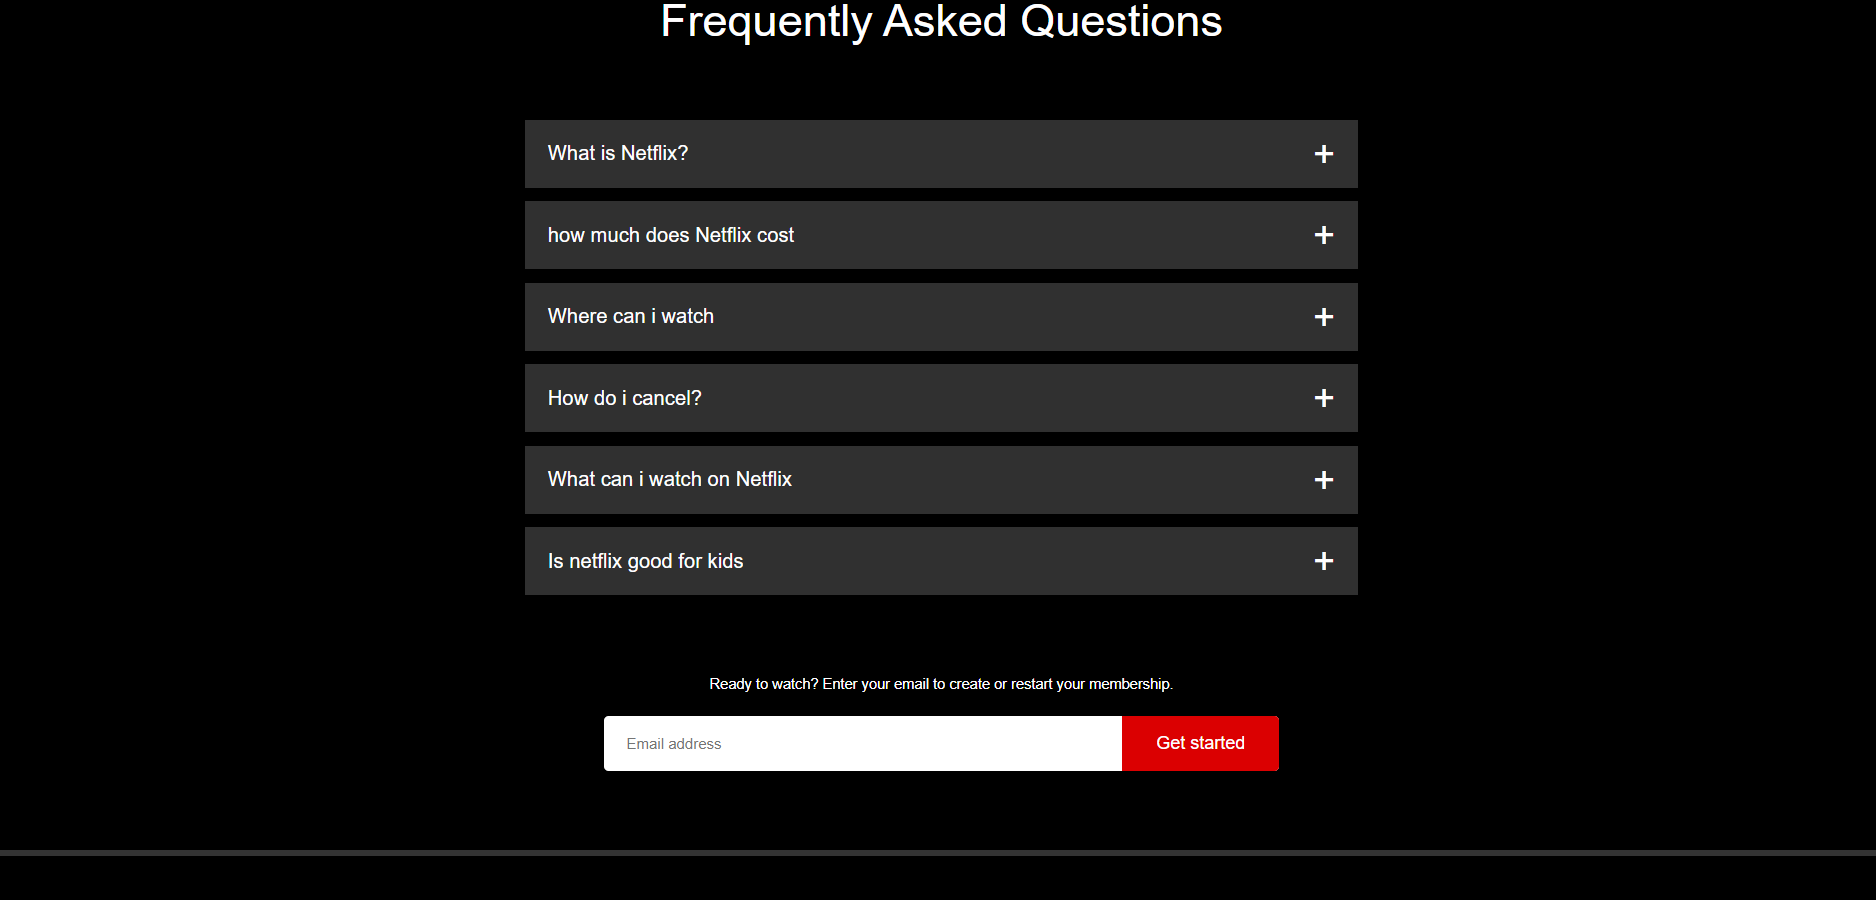 Frequently Asked Questions
What is Netflix?
how much does Netflix cost
Where can i watch
How do i cancel?
What can i watch on Netflix
Is netflix good for kids
Ready to watch? Enter your email to create or restart your membership.
Email address
Get started